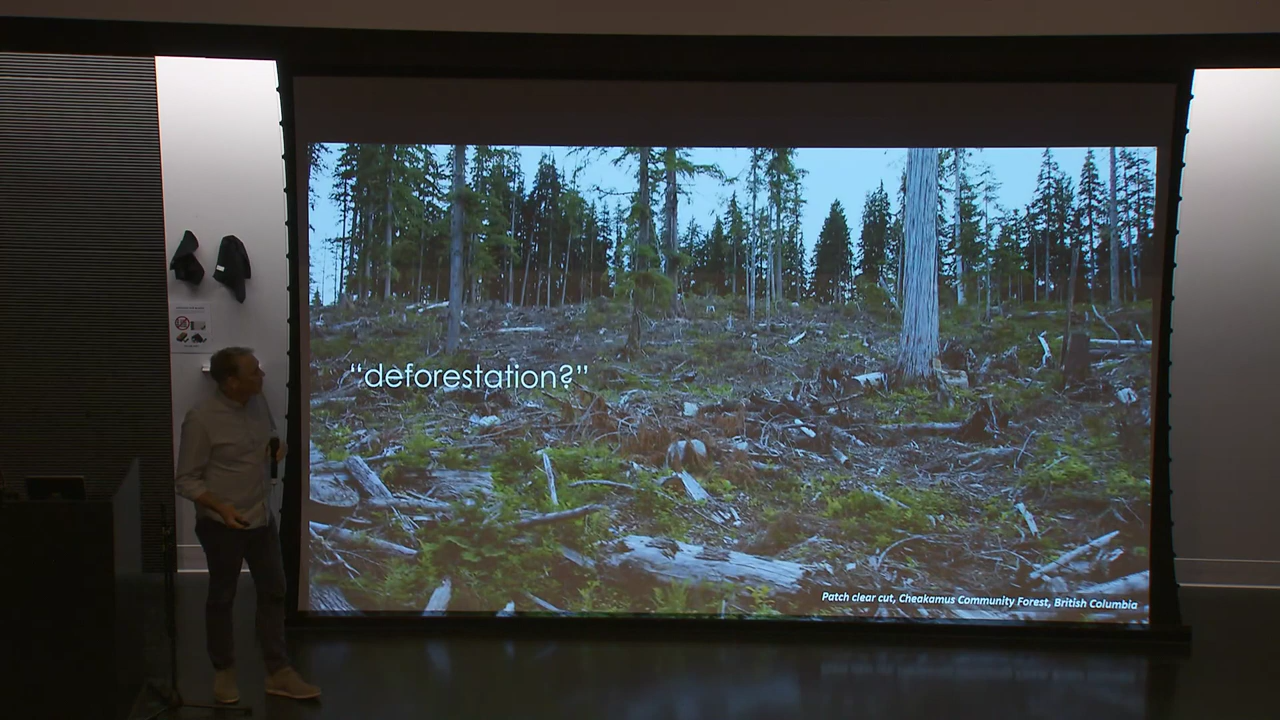 “deforestation?”
Patch clear cut, Cheakamus Community Forest, British Columbia